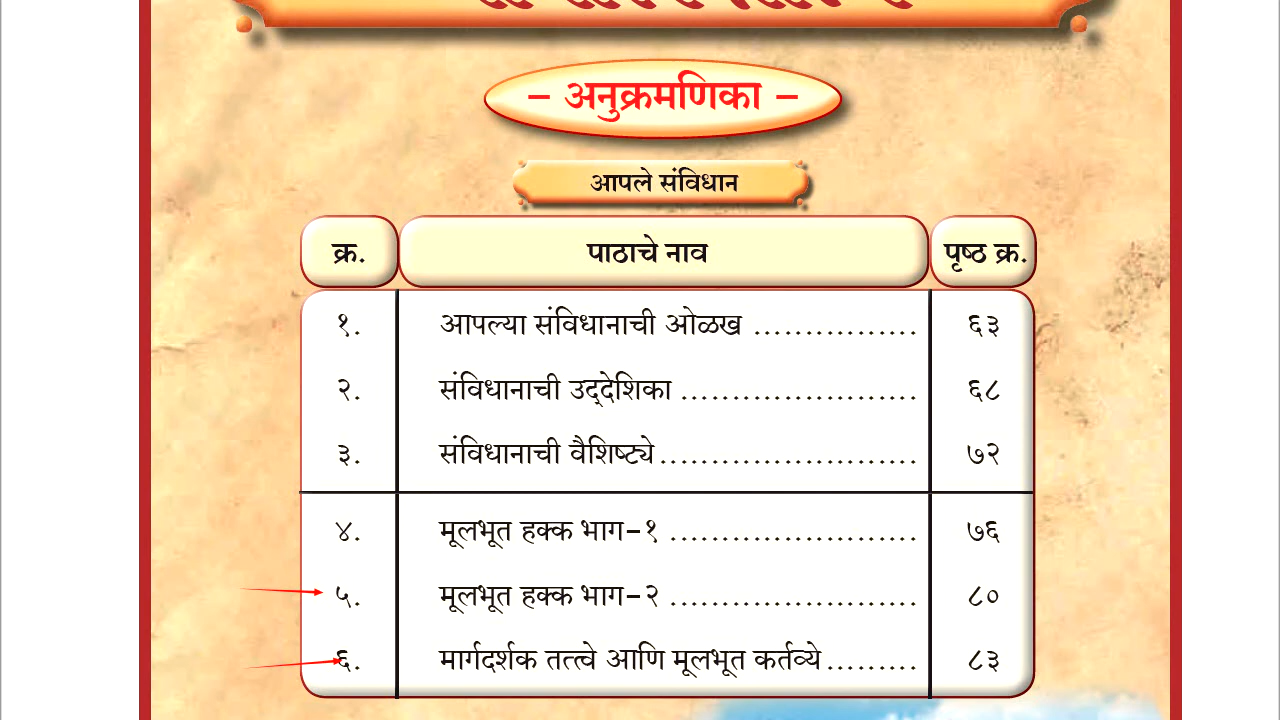 – अनुक्रमणिका –
आपले संविधान
क्र. पाठाचे नाव पृष्ठ क्र.
१. आपल्या संविधानाची ओळख ................ ६३
२. संविधानाची उद्‌देशिका ....................... ६८
३. संविधानाची वैशिष्ट्ये......................... ७२
४. मूलभूत हक्क भाग-१ ........................ ७६
५. मूलभूत हक्क भाग-२ ........................ ८०
६. मार्गदर्शक तत्त्वे आणि मूलभूत कर्तव्ये......... ८३